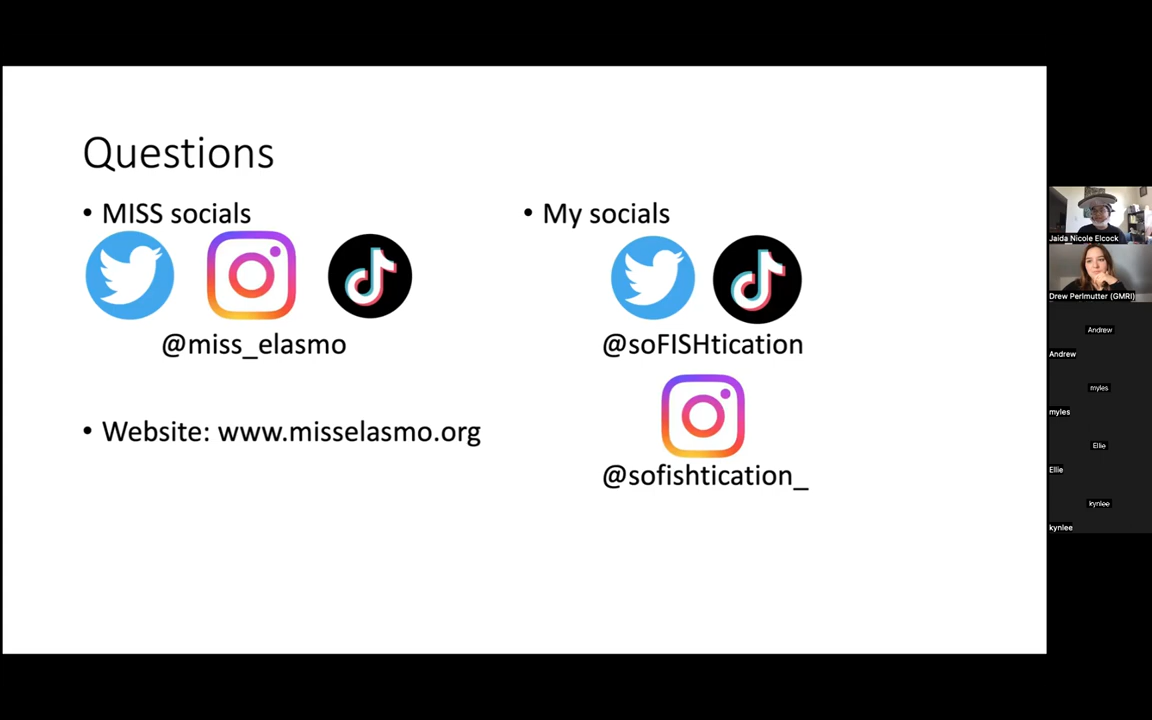 Questions
• MISS socials
@miss_elasmo
• Website: www.misselasmo.org
• My socials
@soFISHtication
@sofishtication_
Jaida Nicole Elcock
Drew Perlmutter (GMRI)
Andrew
Andrew
myles
myles
Ellie
Ellie
kynlee
kynlee